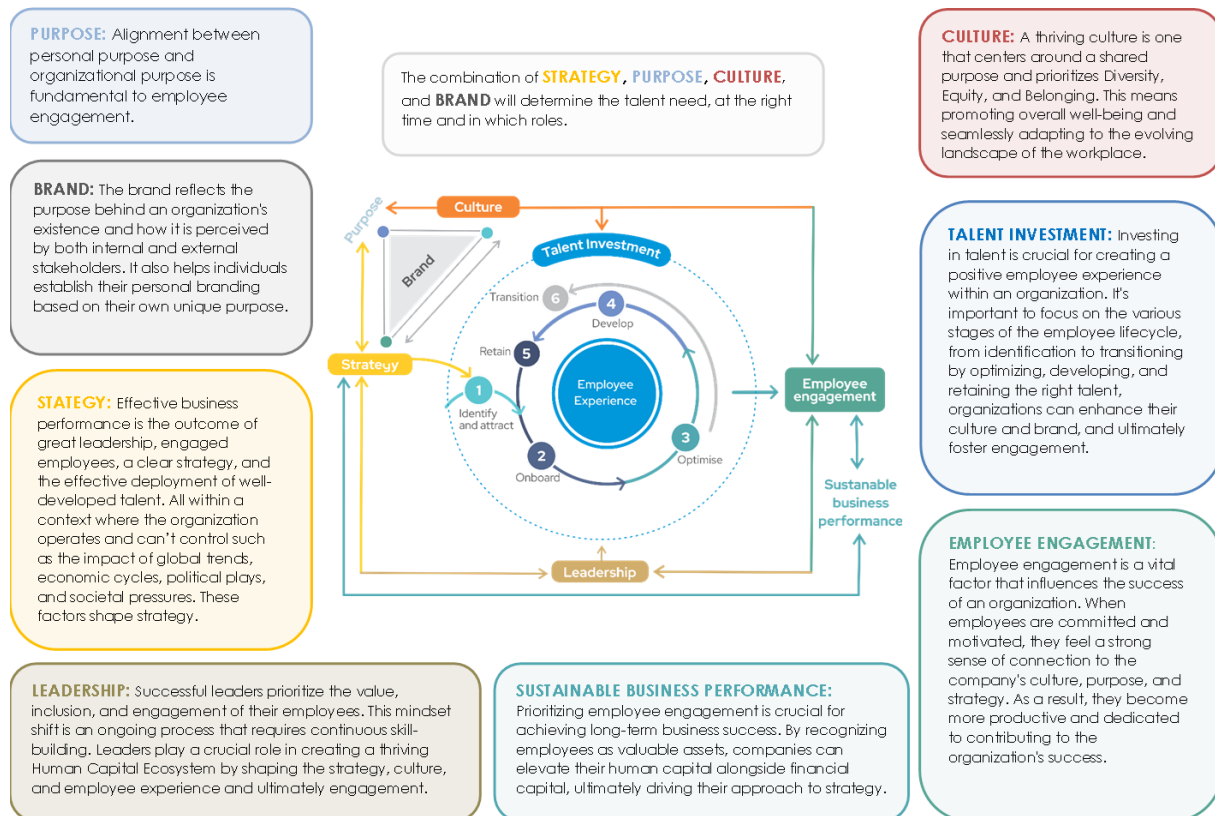 PURPOSE: Alignment between
personal purpose and
organizational purpose is
fundamental to employee
engagement.
The combination of STRATEGY, PURPOSE, CULTURE,
and BRAND will determine the talent need, at the right
time and in which roles.
CULTURE: A thriving culture is one
that centers around a shared
purpose and prioritizes Diversity,
Equity, and Belonging. This means
promoting overall well-being and
seamlessly adapting to the evolving
landscape of the workplace.
BRAND: The brand reflects the
purpose behind an organization's
existence and how it is perceived
by both internal and external
stakeholders. It also helps individuals
establish their personal branding
based on their own unique purpose.
Purpose
Culture
Brand
Strategy
Talent Investment
Transition
6
4
Develop
Retain
5
1
Identify
and attract
2
Onboard
3
Optimise
Employee
Experience
Employee
engagement
Sustanable
business
performance
Leadership
TALENT INVESTMENT: Investing
in talent is crucial for creating a
positive employee experience
within an organization. It's
important to focus on the various
stages of the employee lifecycle,
from identification to transitioning
by optimizing, developing, and
retaining the right talent,
organizations can enhance their
culture and brand, and ultimately
foster engagement.
STATEGY: Effective business
performance is the outcome of
great leadership, engaged
employees, a clear strategy, and
the effective deployment of well-
developed talent. All within a
context where the organization
operates and can't control such
as the impact of global trends,
economic cycles, political plays,
and societal pressures. These
factors shape strategy.
EMPLOYEE ENGAGEMENT:
Employee engagement is a vital
factor that influences the success
of an organization. When
employees are committed and
motivated, they feel a strong
sense of connection to the
company's culture, purpose, and
strategy. As a result, they become
more productive and dedicated
to contributing to the
organization's success.
LEADERSHIP: Successful leaders prioritize the value,
inclusion, and engagement of their employees. This mindset
shift is an ongoing process that requires continuous skill-
building. Leaders play a crucial role in creating a thriving
Human Capital Ecosystem by shaping the strategy, culture,
and employee experience and ultimately engagement.
SUSTAINABLE BUSINESS PERFORMANCE:
Prioritizing employee engagement is crucial for
achieving long-term business success. By recognizing
employees as valuable assets, companies can
elevate their human capital alongside financial
capital, ultimately driving their approach to strategy.